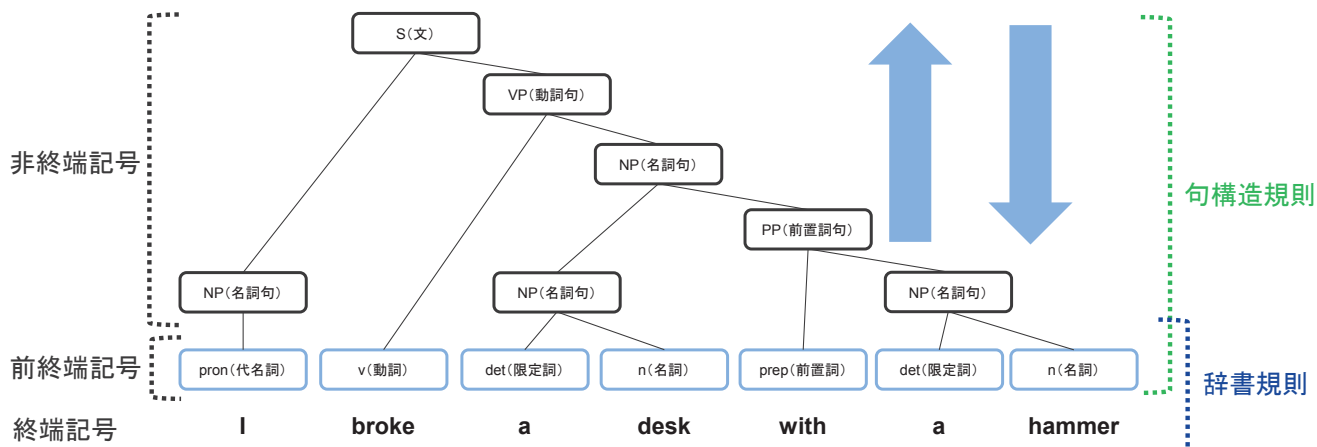 S(文)
VP(動詞句)
非終端記号
NP(名詞句)
句構造規則
PP(前置詞句)
NP(名詞句)
NP(名詞句)
NP(名詞句)
前終端記号
pron(代名詞)
v(動詞)
det(限定詞)
n(名詞)
prep(前置詞)
det(限定詞)
n(名詞)
辞書規則
終端記号
I broke a desk with a hammer